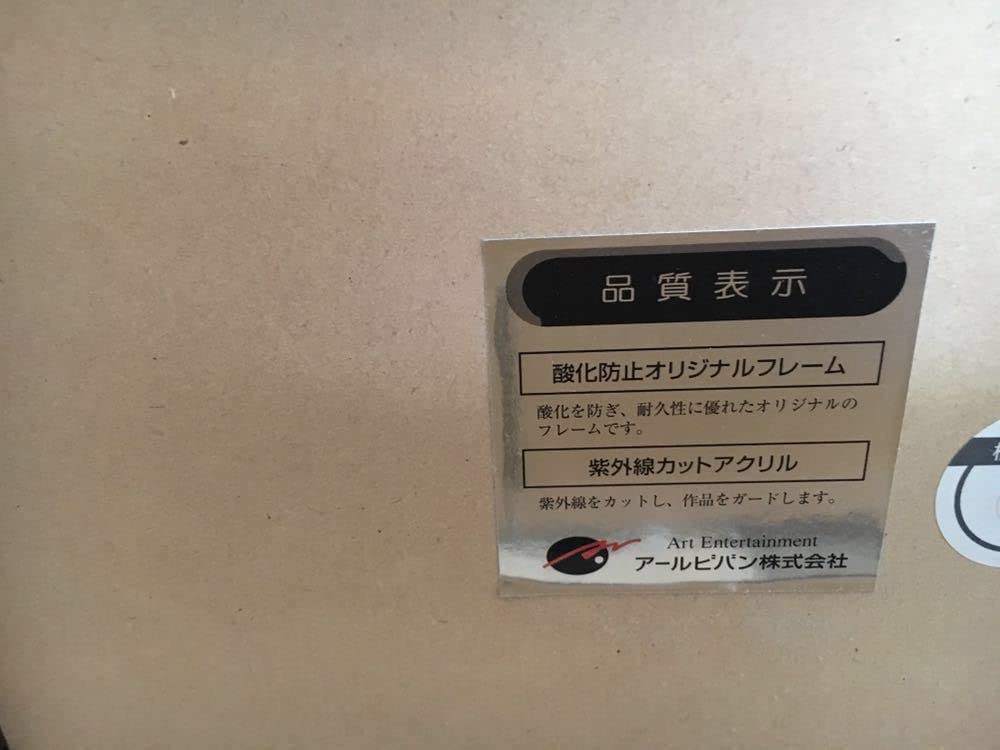 品質表示
酸化防止オリジナルフレーム
酸化を防ぎ、耐久性に優れたオリジナルの
フレームです。
紫外線カットアクリル
紫外線をカットし、作品をガードします。
Art Entertainment
アールビバン株式会社